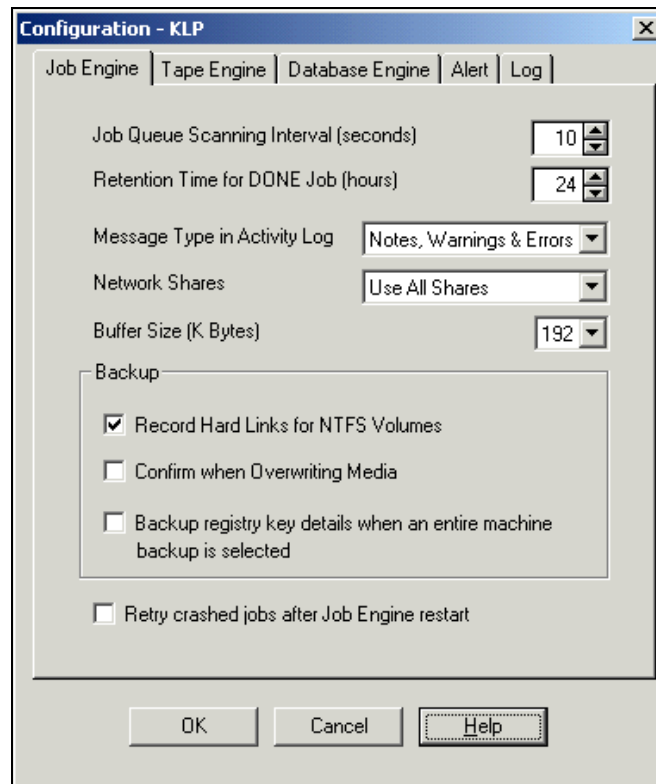 Configuration - KLP
Job Engine Tape Engine Database Engine Alert Log
Job Queue Scanning Interval (seconds) 10
Retention Time for DONE Job (hours) 24
Message Type in Activity Log Notes, Warnings & Errors
Network Shares Use All Shares
Buffer Size (K Bytes) 192
Backup
Record Hard Links for NTFS Volumes
Confirm when Overwriting Media
Backup registry key details when an entire machine
backup is selected
Retry crashed jobs after Job Engine restart
OK Cancel Help